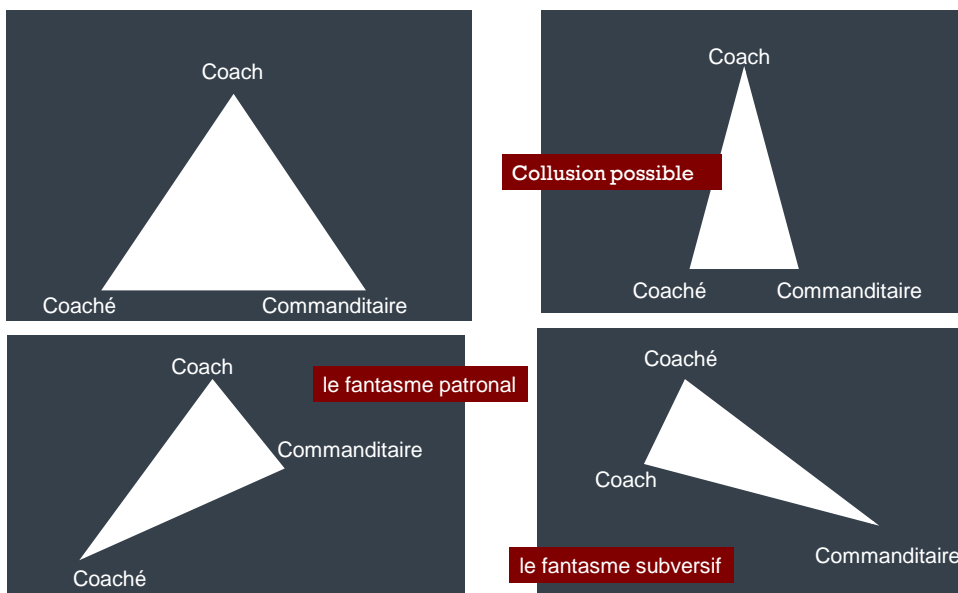 Coach
Coaché
Commanditaire
Coach
Collusion possible
Coaché
Commanditaire
Coach
le fantasme patronal
Commanditaire
Coaché
Coaché
Coach
Commanditaire
le fantasme subversif